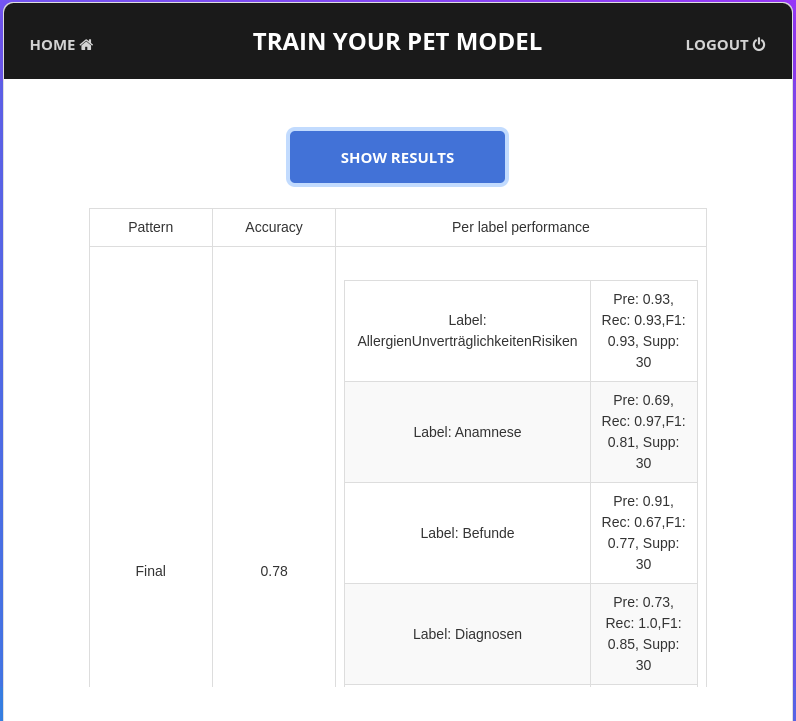 HOME
TRAIN YOUR PET MODEL
LOGOUT
SHOW RESULTS
Pattern
Accuracy
Per label performance
Final
0.78
Label:
AllergienUnverträglichkeitenRisiken
Pre: 0.93,
Rec: 0.93,F1:
0.93, Supp:
30
Label: Anamnese
Pre: 0.69,
Rec: 0.97,F1:
0.81, Supp:
30
Label: Befunde
Pre: 0.91,
Rec: 0.67,F1:
0.77, Supp:
30
Label: Diagnosen
Pre: 0.73,
Rec: 1.0,F1:
0.85, Supp:
30